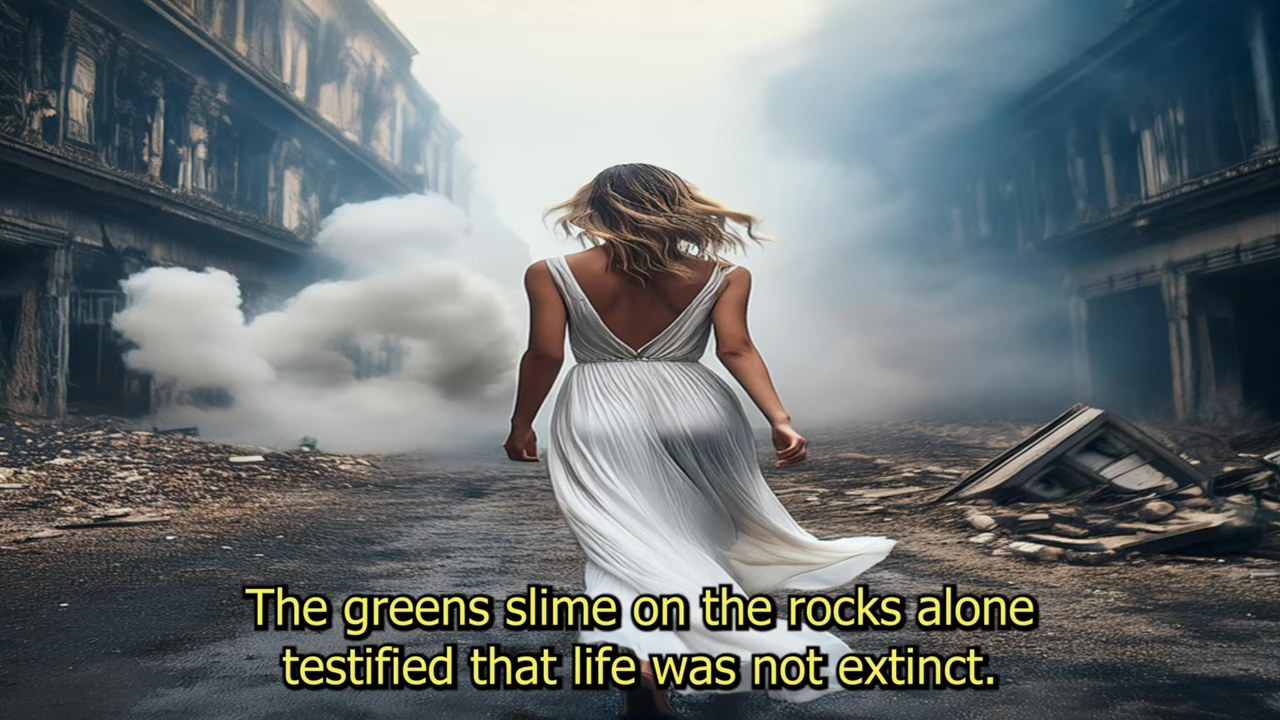 The greens slime on the rocks alone
testified that life was not extinct.